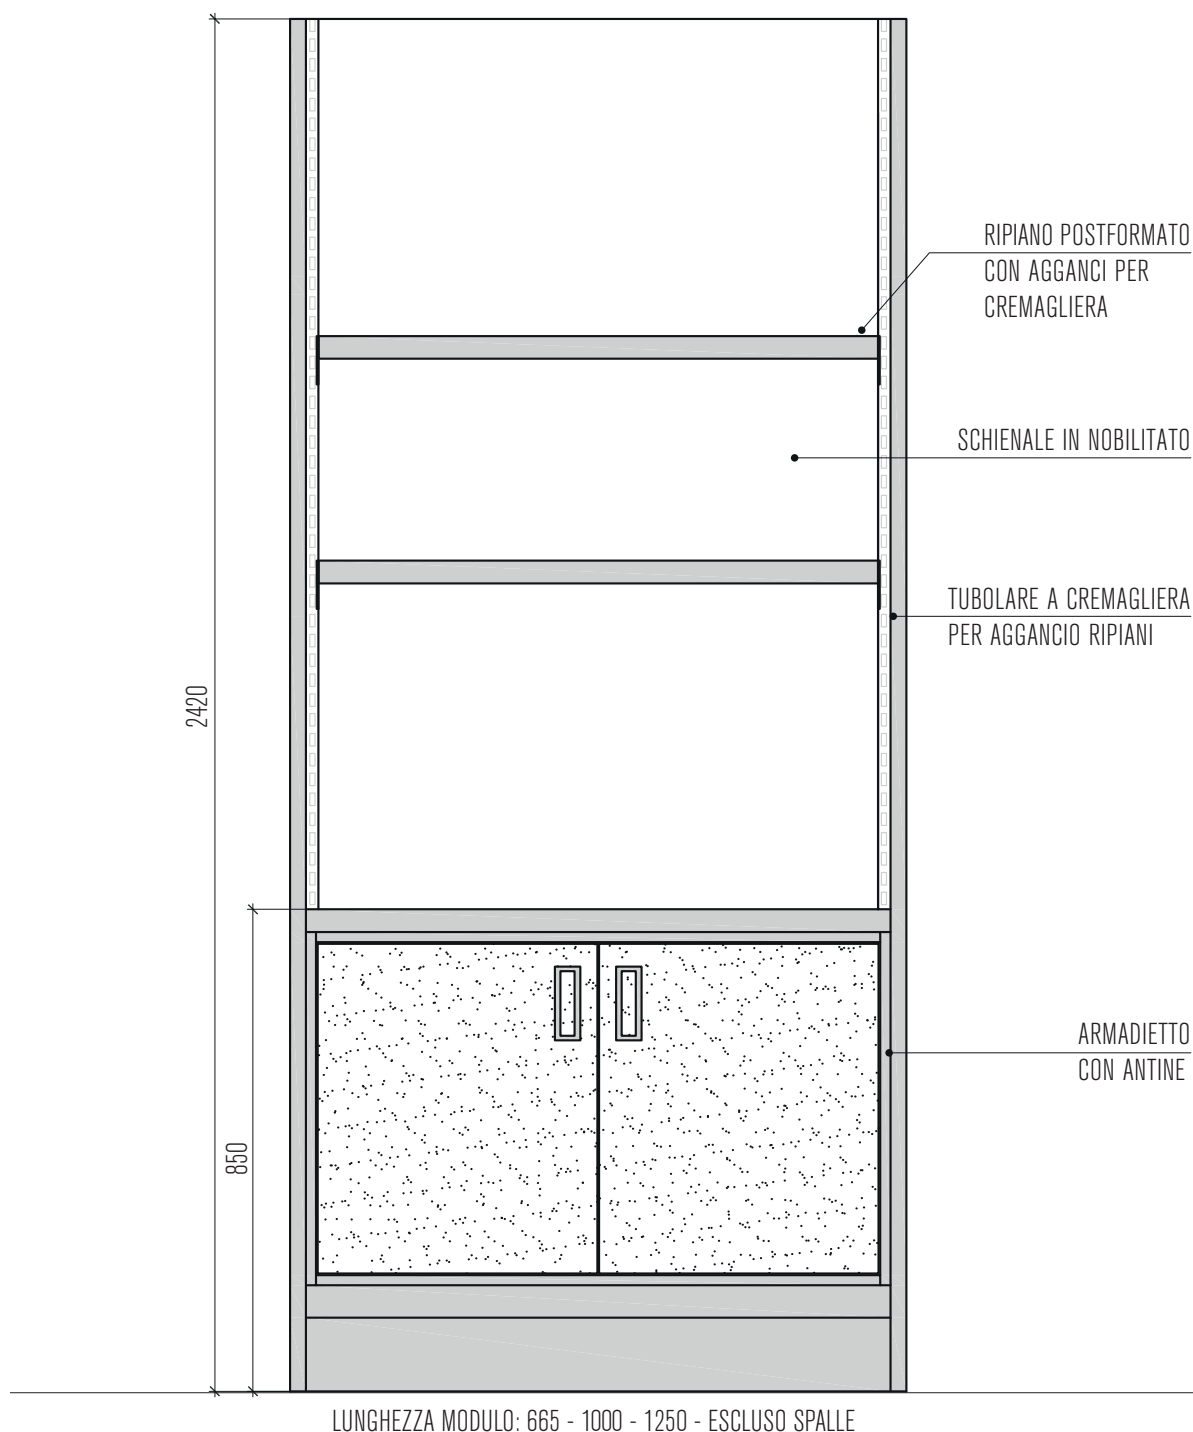 RIPIANO POSTFORMATO
CON AGGANCI PER
CREMAGLIERA
SCHIENALE IN NOBILITATO
TUBOLARE A CREMAGLIERA
PER AGGANCIO RIPIANI
2420
ARMADIETTO
CON ANTINE
850
LUNGHEZZA MODULO: 665 - 1000 - 1250 - ESCLUSO SPALLE